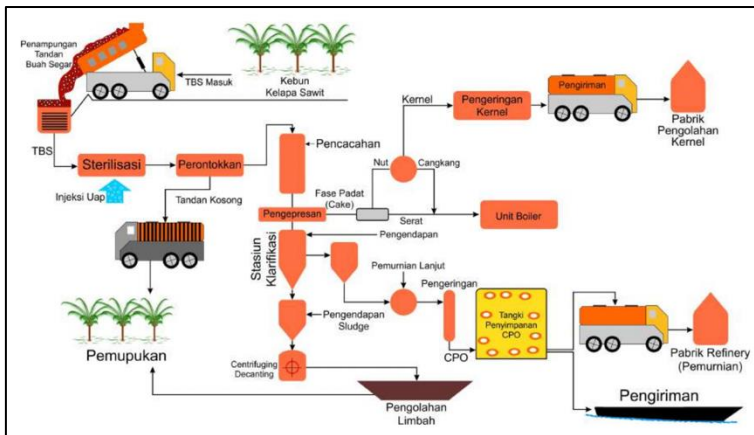 Penampungan
Tandan
Buah Segar
TBS Masuk
Kebun
Kelapa Sawit
TBS
Sterilisasi
Injeksi Uap
Perontokkan
Tandan Kosong
Pemupukan
Pencacahan
Pengepresan
Fase Padat
(Cake)
Nut
Kernel
Cangkang
Serat
Pengeringan
Kernel
Pengiriman
Pabrik
Pengolahan
Kernel
Unit Boiler
Stasiun
Klarifikasi
Pengendapan
Pemurnian Lanjut
Pengeringan
Pengendapan
Sludge
Centrifuging
Decanting
CPO
Tangki
Penyimpanan
CPO
Pabrik Refinery
(Pemurnian)
Pengiriman
Pengolahan
Limbah